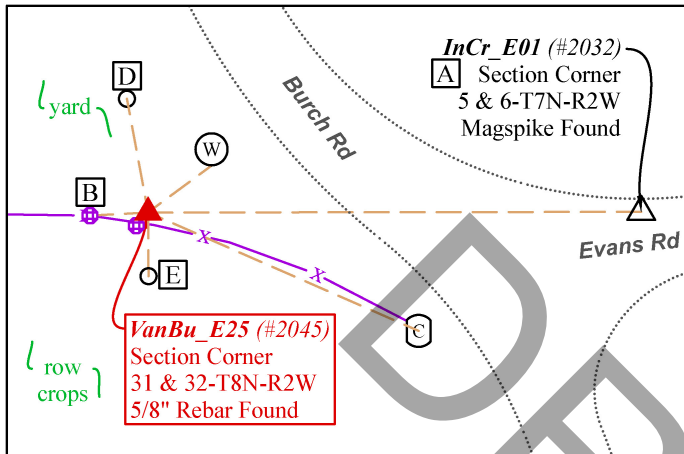 InCr_E01 (#2032)
A Section Corner
5 & 6-T7N-R2W
Magspike Found
D
yard
Burch Rd
W
B
x
x
Evans Rd
E
C
VanBu_E25 (#2045)
Section Corner
31 & 32-T8N-R2W
5/8" Rebar Found
row
crops
D